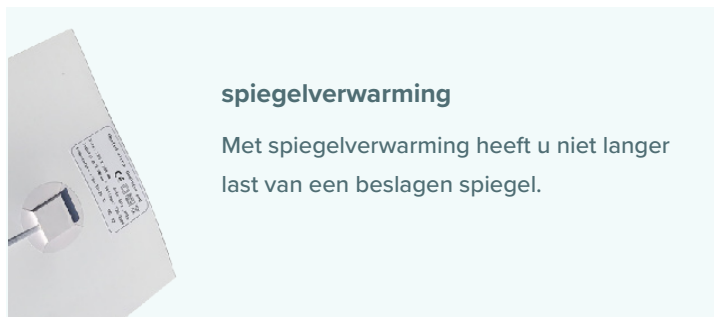 spiegelverwarming
Met spiegelverwarming heeft u niet langer
last van een beslagen spiegel.